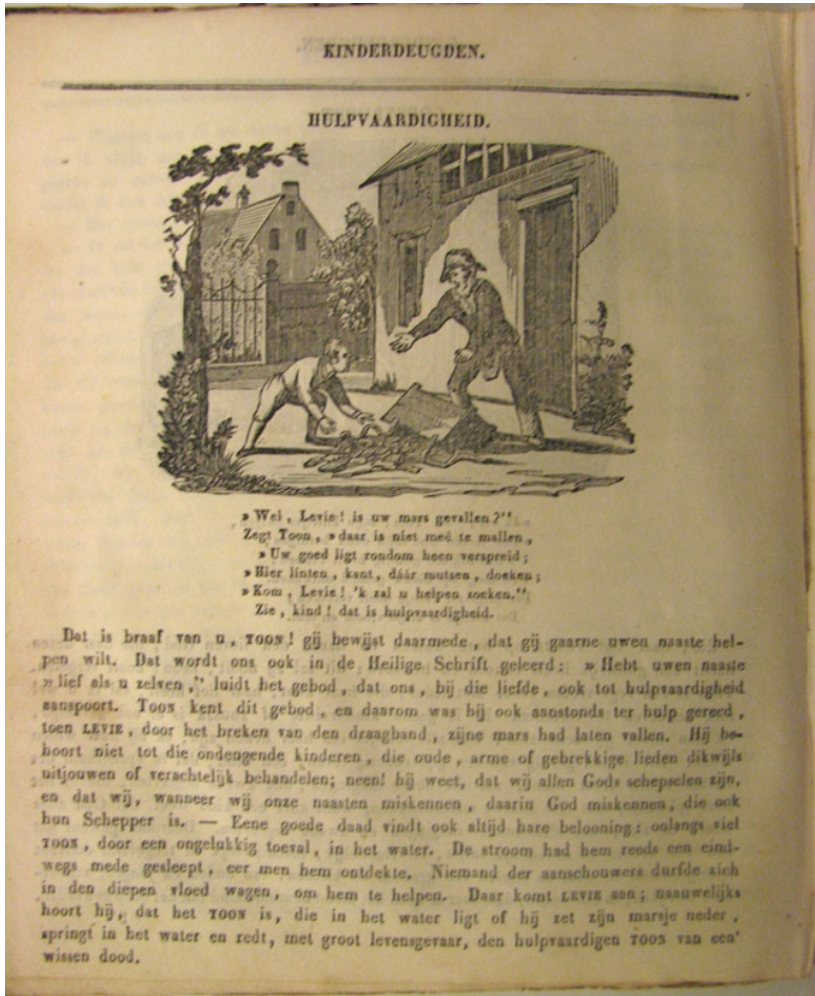 KINDERDEUGDEN.
HULPVAARDIGHEID.
» Wel, Levie! is uw mars gevallen?"
Zegt Toon, » daar is niet med te mallen,
» Uw goed ligt rondom heen verspreid;
» Hier linten, kant, dáár mutsen, doeken;
» Kom, Levie! 'k zal u helpen zoeken."
Zie, kind! dat is hulpvaardigheid.
Dat is braaf van u, TOON! gij bewijst daarmede, dat gij gaarne uwen naaste hel-
pen wilt. Dat wordt ons ook in de Heilige Schrift geleerd: » Hebt uwen naaste
» lief als u zelven," luidt het gebod, dat ons, bij die liefde, ook tot hulpvaardigheid
aanspoort. TOON kent dit gebod, en daarom was hij ook aanstonds ter hulp gereed,
toen LEVIE, door het breken van den draagband, zijne mars had laten vallen. Hij be-
hoort niet tot die ondeugende kinderen, die oude, arme of gebrekkige lieden dikwijls
uitjouwen of verachtelijk behandelen; neen! hij weet, dat wij allen Gods schepselen zijn,
en dat wij, wanneer wij onze naasten miskennen, daarin God miskennen, die ook
hun Schepper is. — Eene goede daad vindt ook altijd hare belooning: onlangs viel
TOON, door een ongelukkig toeval, in het water. De stroom had hem reeds een eind-
wegs mede gesleept, eer men hem ontdekte. Niemand der aanschouwers durfde zich
in den diepen vloed wagen, om hem te helpen. Daar komt LEVIE aan; naauwelijks
hoort hij, dat het TOON is, die in het water ligt of hij zet zijn marsje neder,
springt in het water en redt, met groot levensgevaar, den hulpvaardigen TOON van een'
wissen dood.